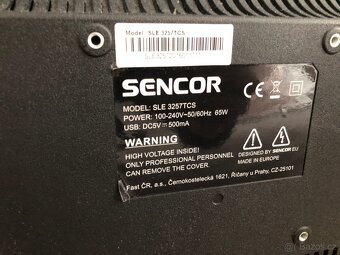 Model: SLE 3257TCS
SENCOR
MODEL: SLE 3257TCS
POWER: 100-240V~50/60Hz 65W
USB: DC5V⎓500mA
WARNING
HIGH VOLTAGE INSIDE!
ONLY PROFESSIONAL PERSONNEL
CAN REMOVE THE COVER.
DESIGNED BY SENCOR EU
MADE IN EUROPE
Fast ČR, a.s., Černokostelecká 1621, Říčany u Prahy, CZ-25101